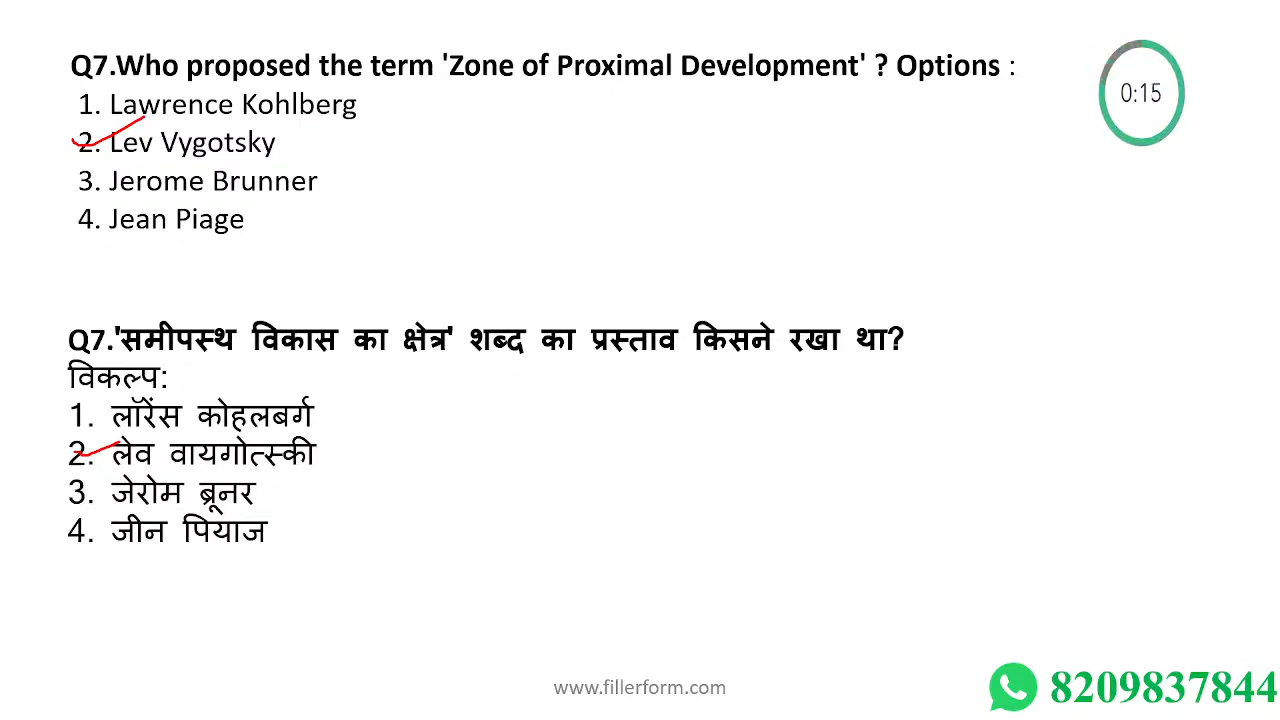 Q7.Who proposed the term 'Zone of Proximal Development' ? Options :
0:15
1. Lawrence Kohlberg
2. Lev Vygotsky
3. Jerome Brunner
4. Jean Piage
Q7.'समीपस्थ विकास का क्षेत्र' शब्द का प्रस्ताव किसने रखा था?
विकल्प:
1. लॉरेंस कोहलबर्ग
2. लेव वायगोत्स्की
3. जेरोम ब्रूनर
4. जीन पियाज
www.fillerform.com
8209837844